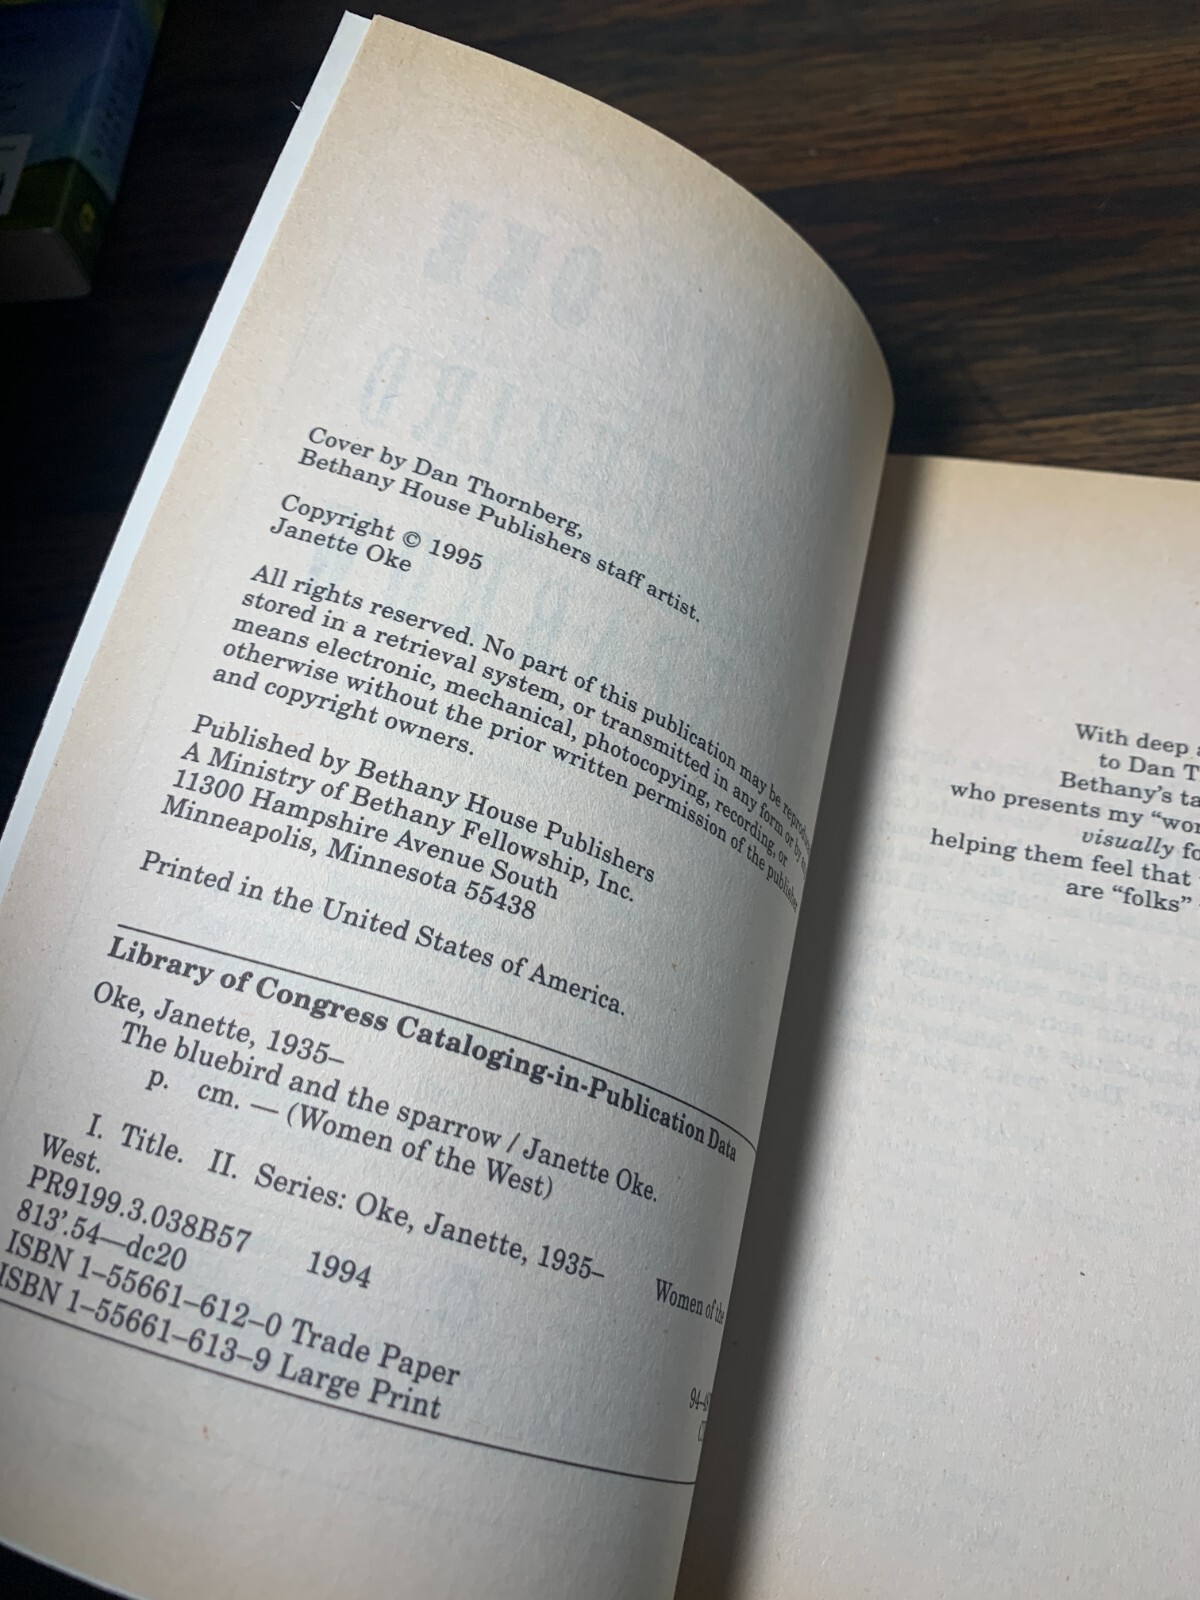 Cover by Dan Thornberg,
Bethany House Publishers staff artist.
Copyright © 1995
Janette Oke
All rights reserved. No part of this publication may be
stored in a retrieval system, or transmitted in any form or by
means electronic, mechanical, photocopying, recording, or
otherwise without the prior written permission of the publisher
and copyright owners.
Published by Bethany House Publishers
A Ministry of Bethany Fellowship, Inc.
11300 Hampshire Avenue South
Minneapolis, Minnesota 55438
Printed in the United States of America.
Library of Congress Cataloging-in-Publication Data
Oke, Janette, 1935–
The bluebird and the sparrow / Janette Oke.
p. cm. — (Women of the West)
I. Title. II. Series: Oke, Janette, 1935– Women of the
West.
PR9199.3.038B57 1994
813'.54—dc20
ISBN 1–55661–612–0 Trade Paper
ISBN 1–55661–613–9 Large Print
With deep
to Dan T
Bethany's ta
who presents my “wor
visually fo
helping them feel that
are “folks”